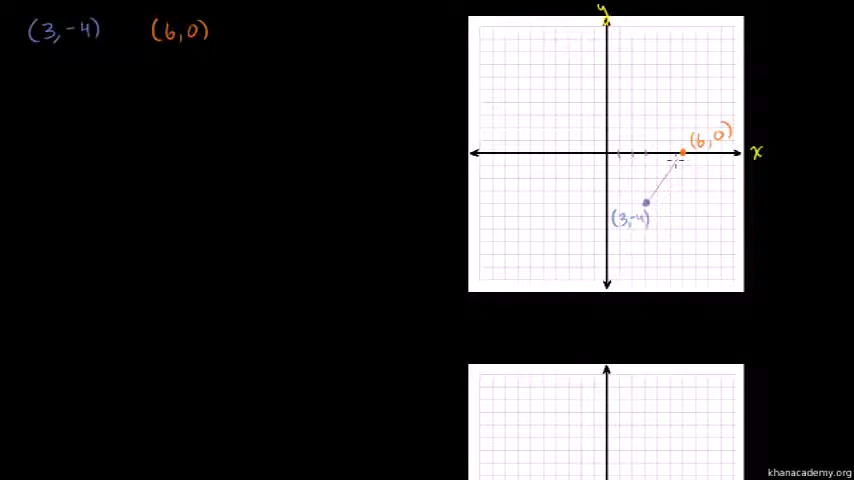 (3,-4) (6,0)
y
(6,0)
x
(3,-4)
khanacademy.org